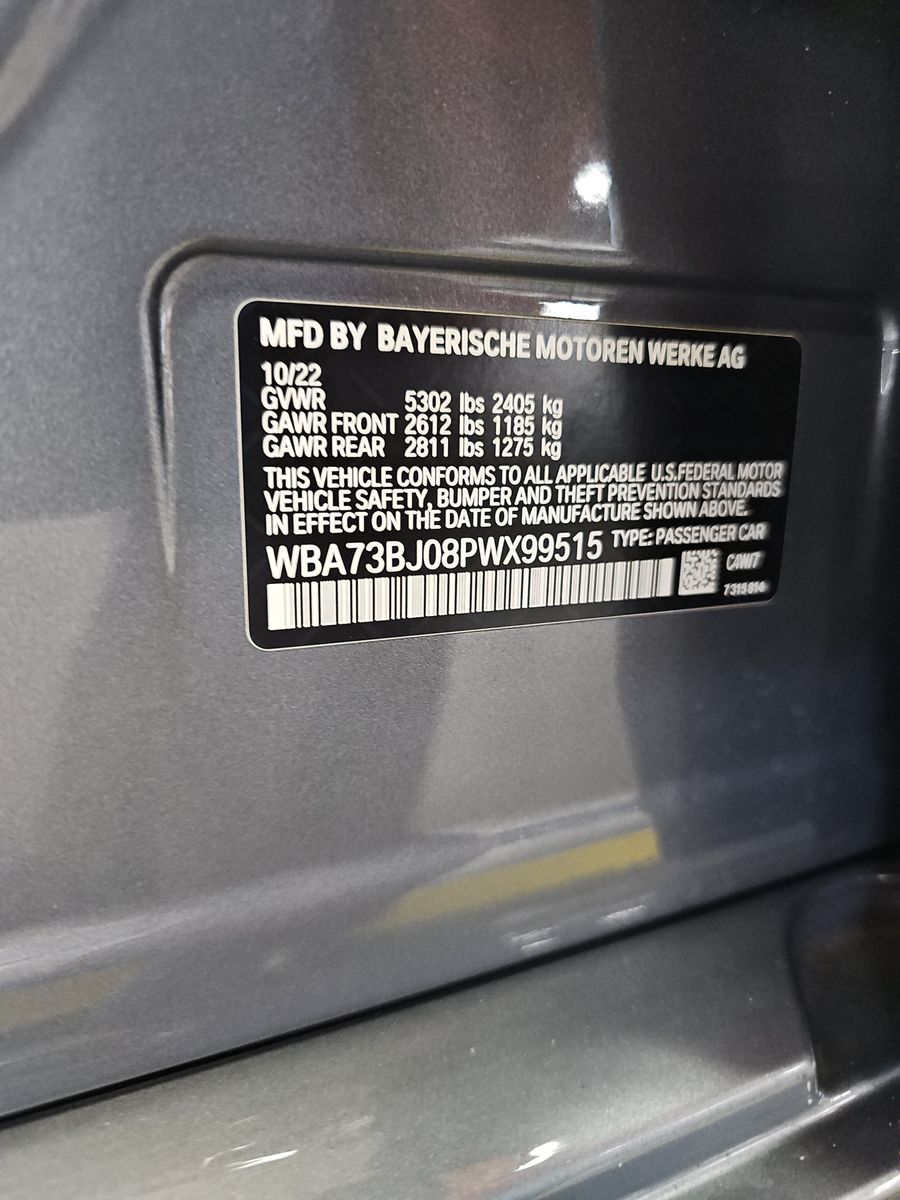 MFD BY BAYERISCHE MOTOREN WERKE AG
10/22
GVWR 5302 lbs 2405 kg
GAWR FRONT 2612 lbs 1185 kg
GAWR REAR 2811 lbs 1275 kg
THIS VEHICLE CONFORMS TO ALL APPLICABLE U.S.FEDERAL MOTOR
VEHICLE SAFETY, BUMPER AND THEFT PREVENTION STANDARDS
IN EFFECT ON THE DATE OF MANUFACTURE SHOWN ABOVE.
WBA73BJ08PWX99515 TYPE: PASSENGER CAR
C4WT
7315814